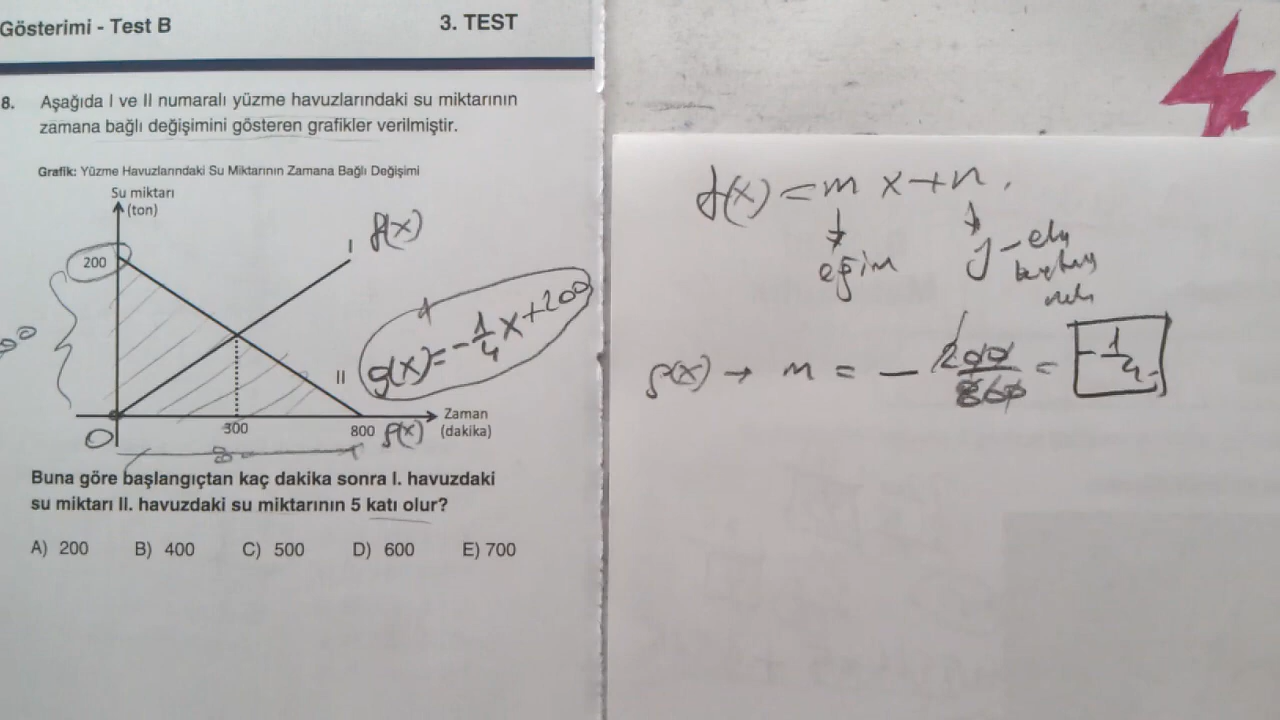 Gösterimi - Test B
3. TEST
8. Aşağıda I ve II numaralı yüzme havuzlarındaki su miktarının
zamana bağlı değişimini gösteren grafikler verilmiştir.
Grafik: Yüzme Havuzlarındaki Su Miktarının Zamana Bağlı Değişimi
Su miktarı
(ton)
I f(x)
200
g(x)=-1/4x+200
II
O
300
800 g(x)
Zaman
(dakika)
Buna göre başlangıçtan kaç dakika sonra I. havuzdaki
su miktarı II. havuzdaki su miktarının 5 katı olur?
A) 200 B) 400 C) 500 D) 600 E) 700
f(x) = m x + n.
eğim
y-
g(x) → m = - 200/800 = -1/4